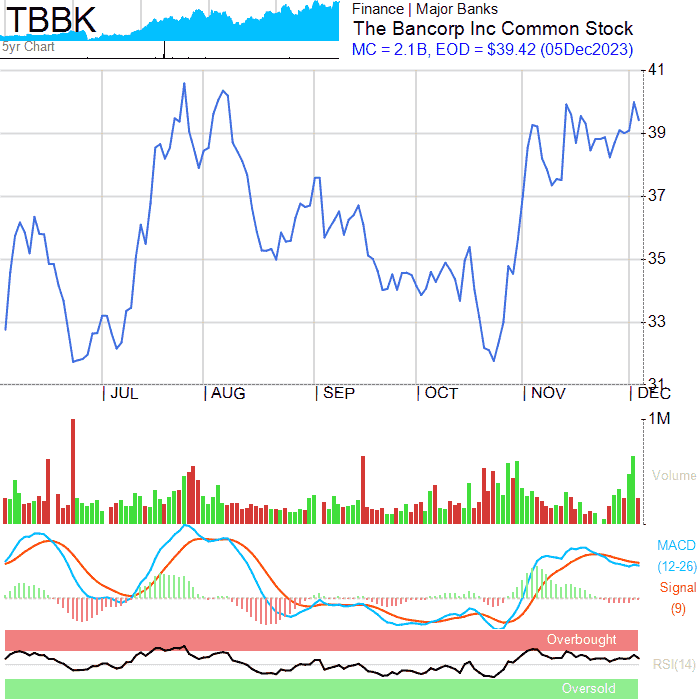 TBBK
5yr Chart
Finance | Major Banks
The Bancorp Inc Common Stock
MC = 2.1B, EOD = $39.42 (05Dec2023)
41
39
37
35
33
31
JUL
AUG
SEP
OCT
NOV
DEC
1M
Volume
MACD
(12-26)
Signal
(9)
Overbought
RSI(14)
Oversold